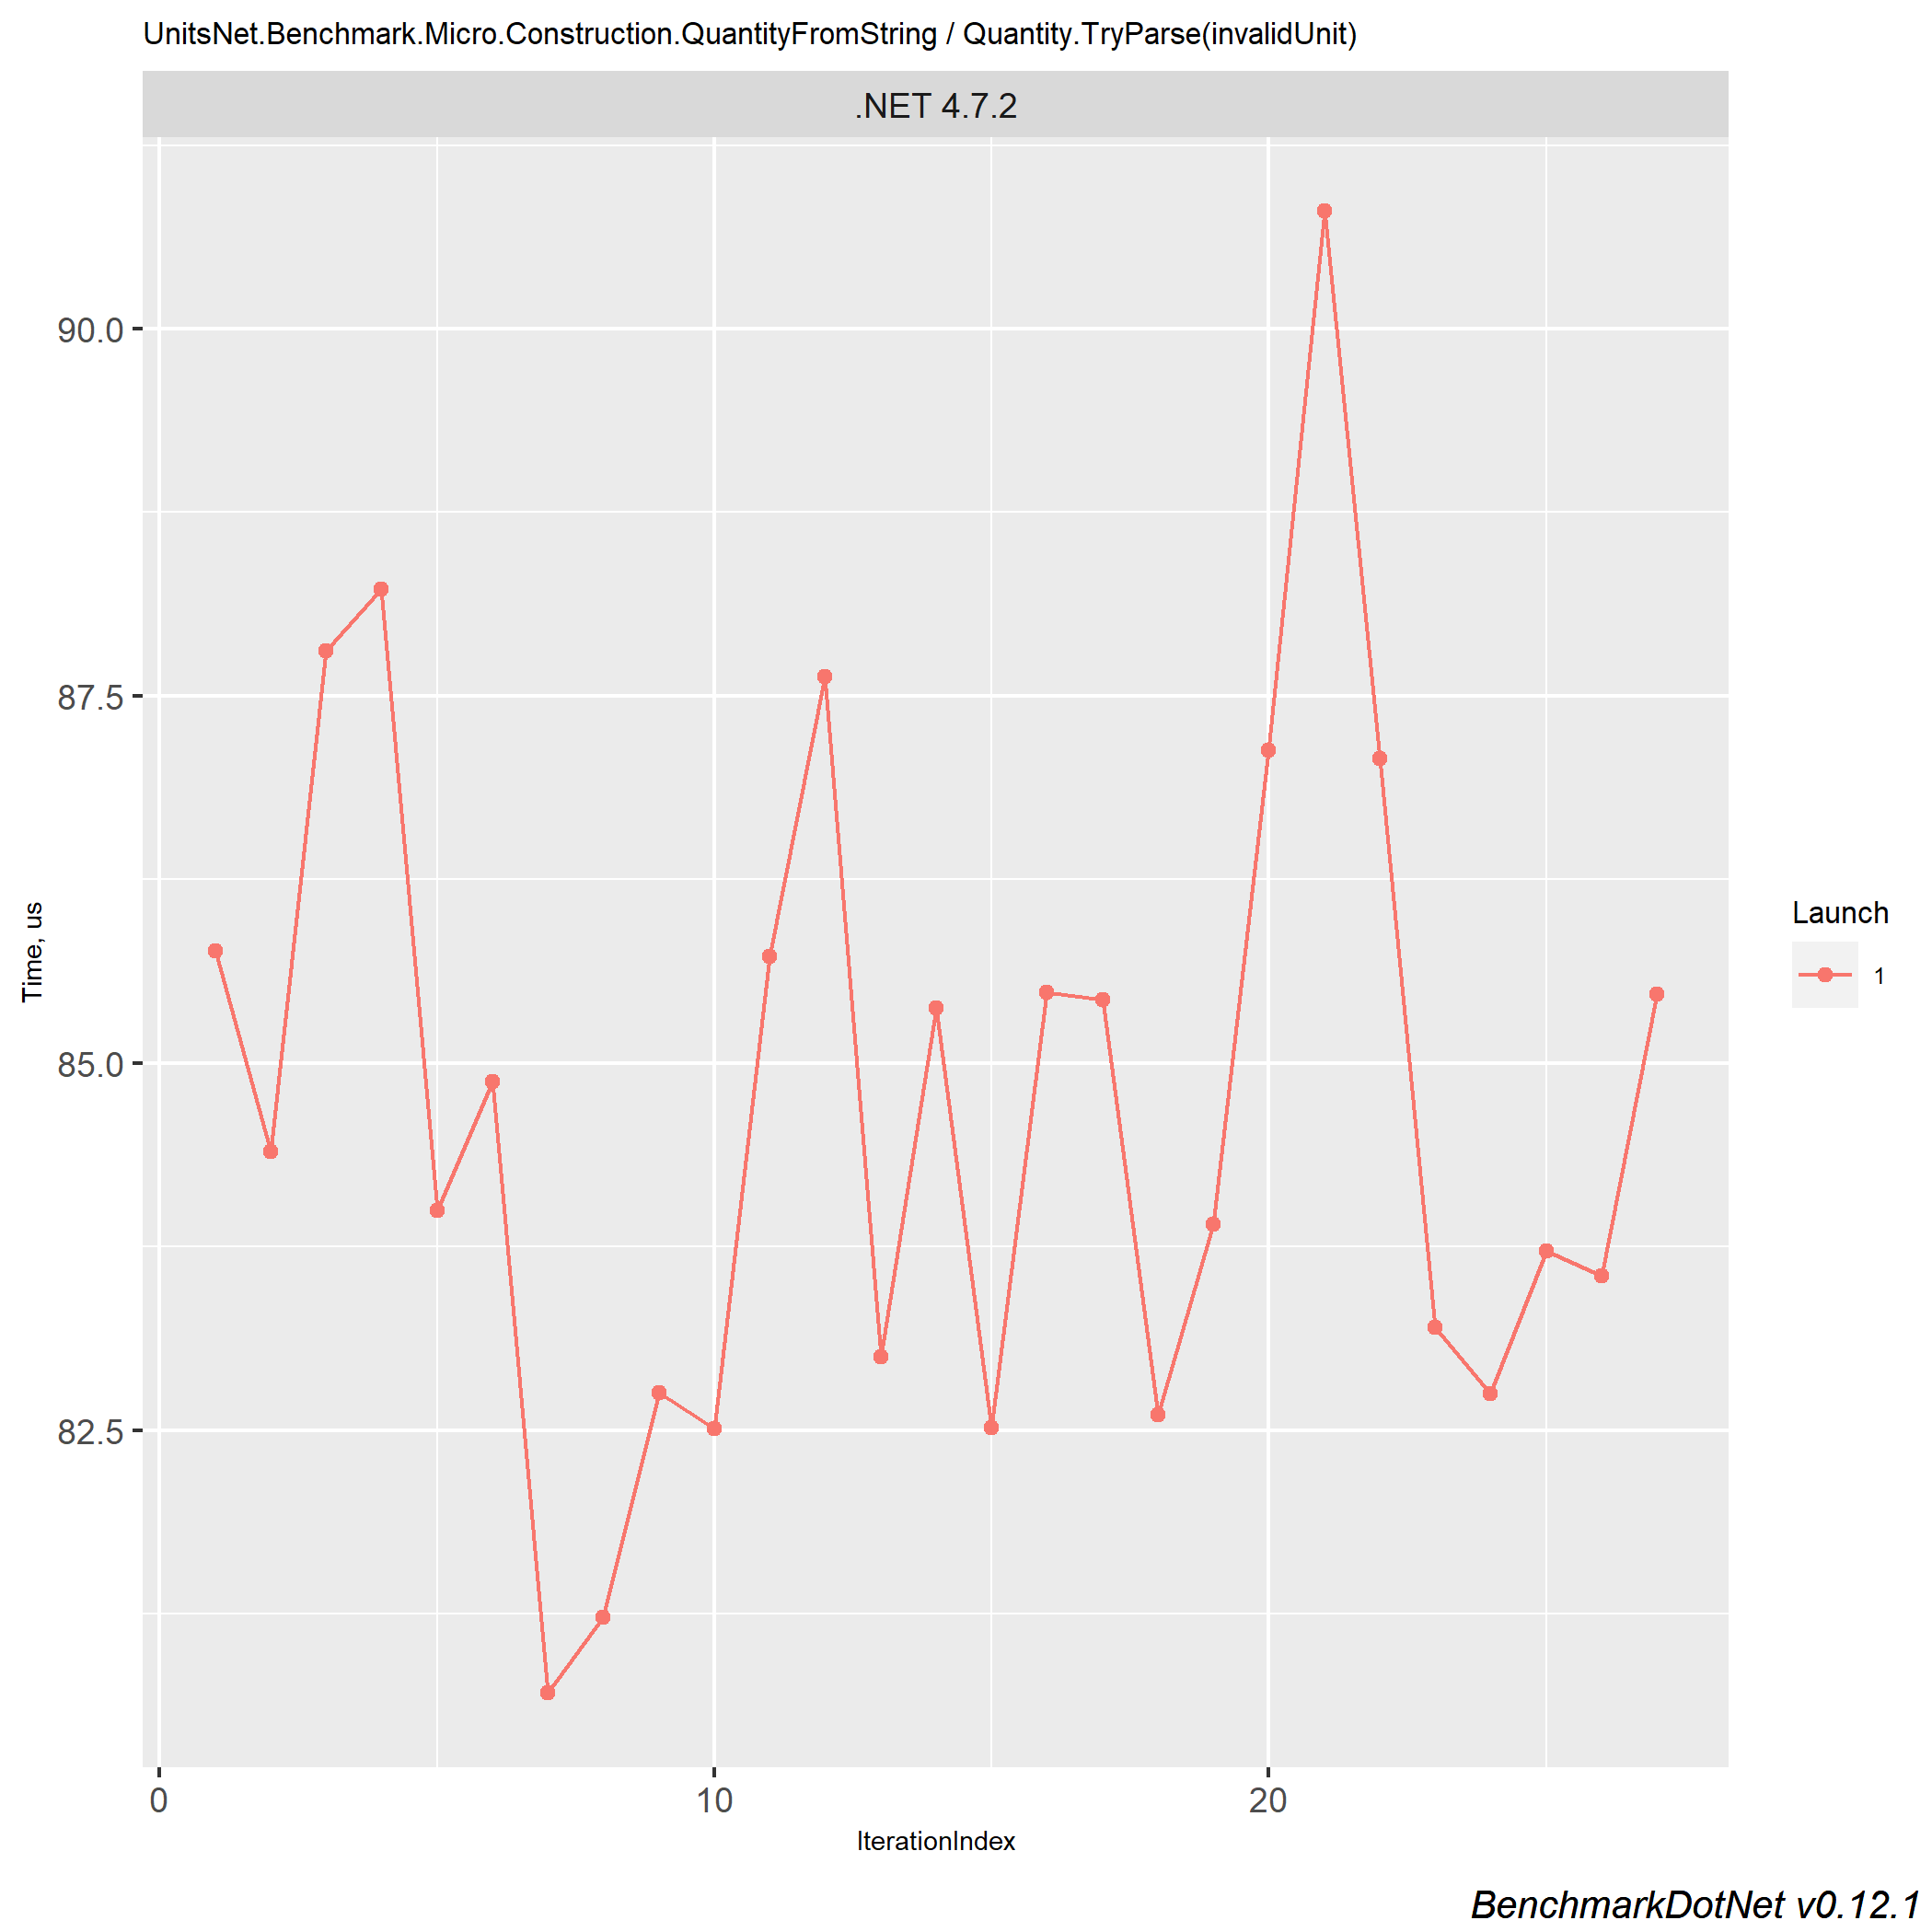 UnitsNet.Benchmark.Micro.Construction.QuantityFromString / Quantity.TryParse(invalidUnit)
.NET 4.7.2
90.0
87.5
85.0
82.5
Time, us
0
10
20
IterationIndex
Launch
1
BenchmarkDotNet v0.12.1